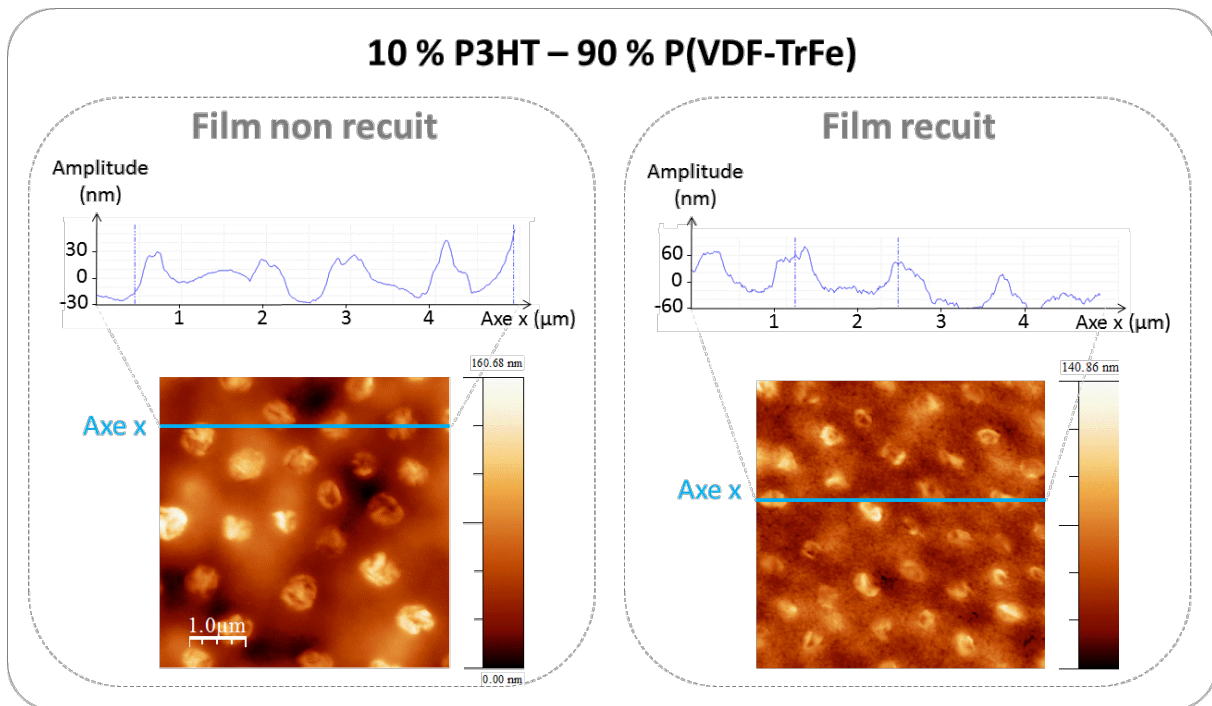 10 % P3HT – 90 % P(VDF-TrFe)
Film non recuit
Amplitude
(nm)
30
0
-30
1
2
3
4
Axe x (µm)
160.68 nm
Axe x
1.0µm
0.00 nm
Film recuit
Amplitude
(nm)
60
0
-60
1
2
3
4
Axe x (µm)
140.86 nm
Axe x